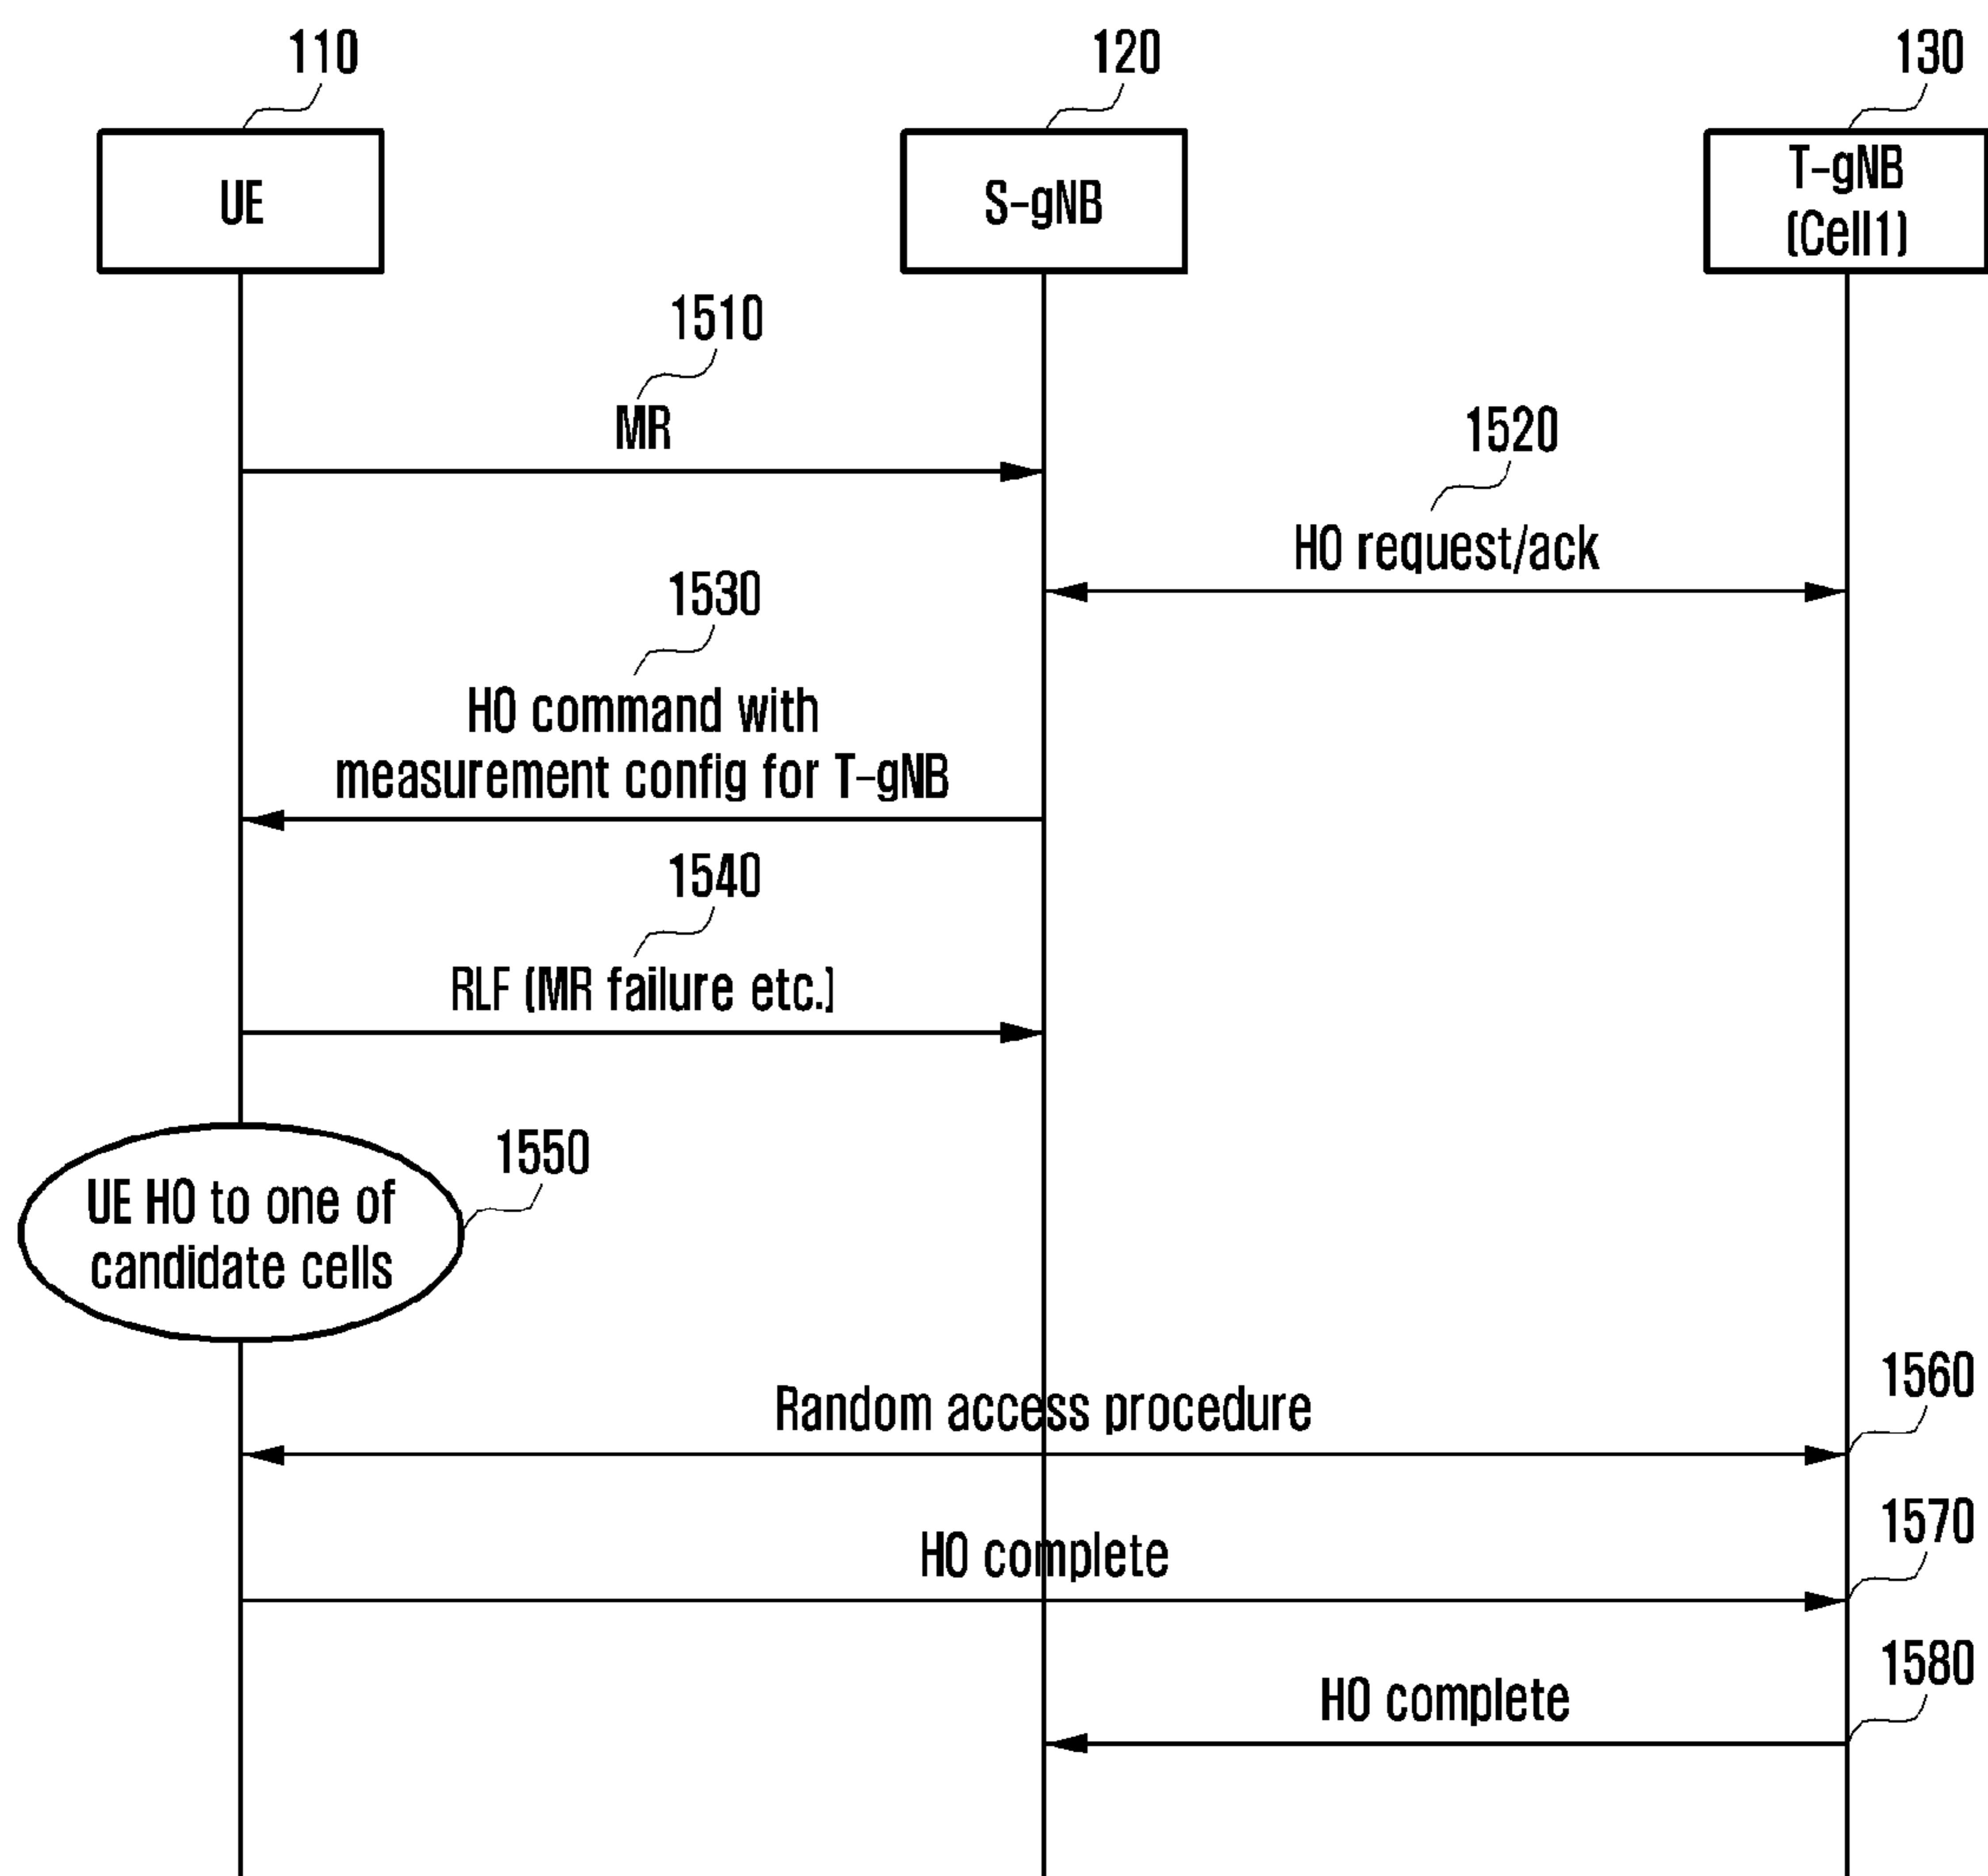 110
120
130
UE
S-gNB
T-gNB
(Cell1)
1510
MR
1520
HO request/ack
1530
HO command with
measurement config for T-gNB
1540
RLF (MR failure etc.)
1550
UE HO to one of
candidate cells
1560
Random access procedure
1570
HO complete
1580
HO complete